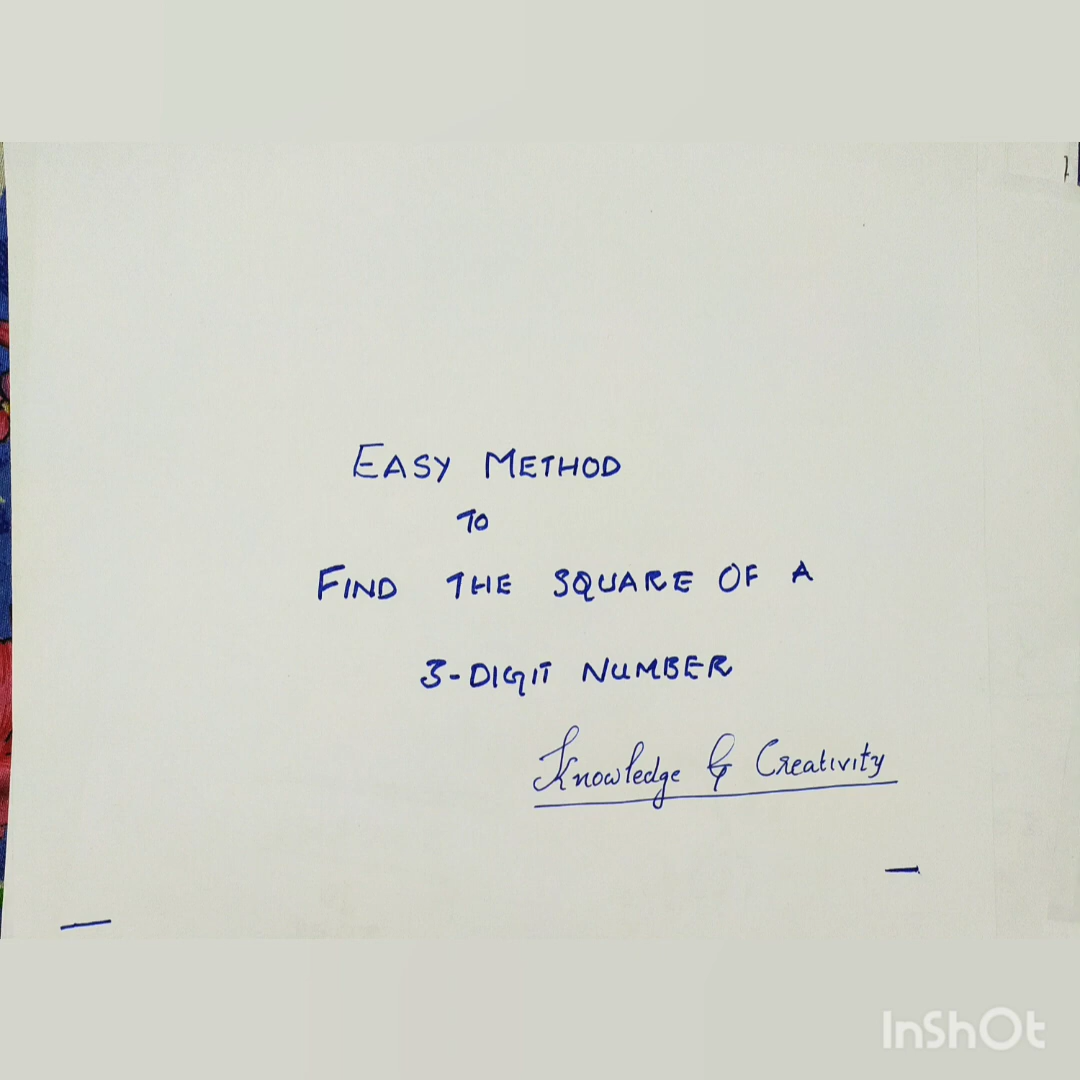 EASY METHOD
TO
FIND THE SQUARE OF A
3-DIGIT NUMBER
Knowledge & Creativity
InShOt